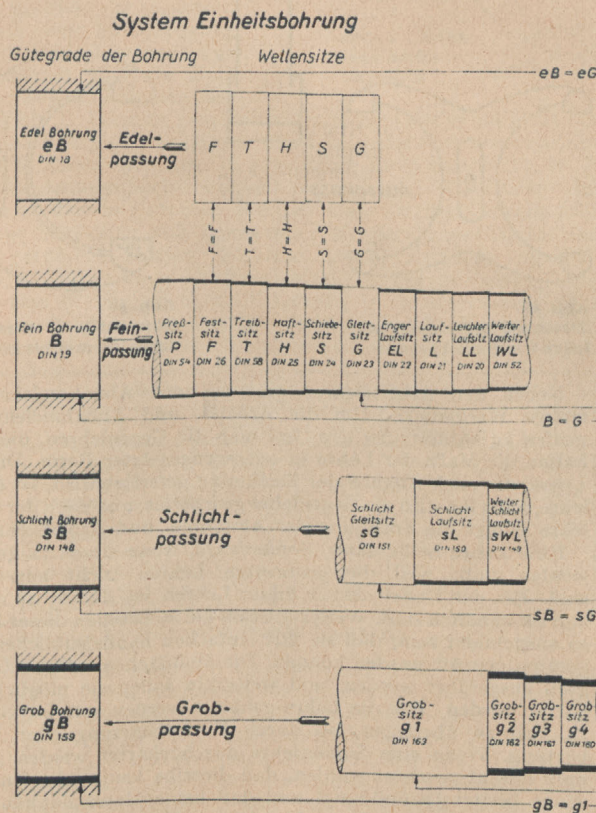 System Einheitsbohrung
Gütegrade der Bohrung
Wellensitze
eB = eG
Edel Bohrung
eB
DIN 18
Edel-
passung
F T H S G
F = F
T = T
H = H
S = S
G = G
Fein Bohrung
B
DIN 19
Fein-
passung
Preß-
sitz
P
DIN 54
Fest-
sitz
F
DIN 26
Treib-
sitz
T
DIN 58
Haft-
sitz
H
DIN 25
Schiebe-
sitz
S
DIN 24
Gleit-
sitz
G
DIN 23
Enger
Laufsitz
EL
DIN 22
Lauf-
sitz
L
DIN 21
Leichter
Laufsitz
LL
DIN 20
Weiter
Laufsitz
WL
DIN 52
B = G
Schlicht Bohrung
sB
DIN 148
Schlicht-
passung
Schlicht
Gleitsitz
sG
DIN 151
Schlicht
Laufsitz
sL
DIN 150
Weiter
Schlicht
Laufsitz
sWL
DIN 149
sB = sG
Grob Bohrung
gB
DIN 159
Grob-
passung
Grob-
sitz
g1
DIN 163
Grob-
sitz
g2
DIN 162
Grob-
sitz
g3
DIN 161
Grob-
sitz
g4
DIN 160
gB = g1